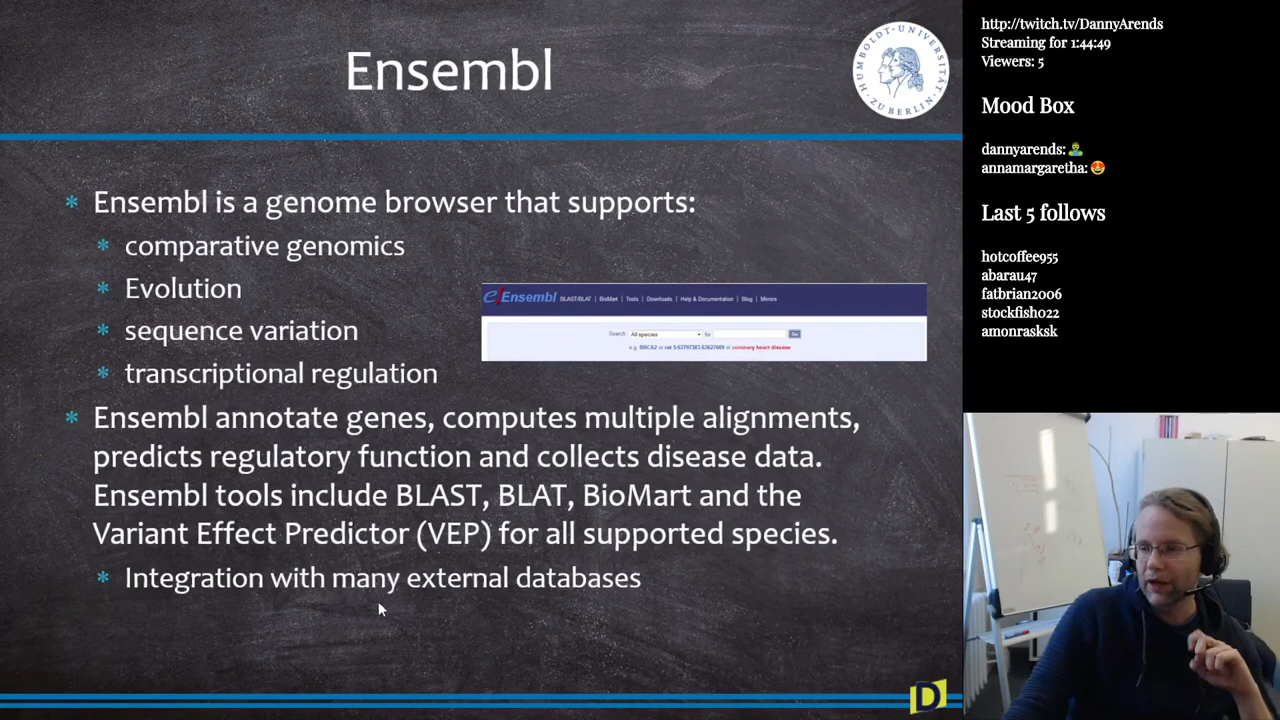 Ensembl
HUMBOLDT-UNIVERSITÄT
ZU BERLIN
* Ensembl is a genome browser that supports:
* comparative genomics
* Evolution
* sequence variation
* transcriptional regulation
e!Ensembl BLAST/BLAT | BioMart | Tools | Downloads | Help & Documentation | Blog | Mirrors
Search: All species for Go
e.g. BRCA2 or rat 5:63797383-63627669 or coronary heart disease
* Ensembl annotate genes, computes multiple alignments,
predicts regulatory function and collects disease data.
Ensembl tools include BLAST, BLAT, BioMart and the
Variant Effect Predictor (VEP) for all supported species.
* Integration with many external databases
D
http://twitch.tv/DannyArends
Streaming for 1:44:49
Viewers: 5
Mood Box
dannyarends: 🧟‍♂️
annamargaretha: 😍
Last 5 follows
hotcoffee955
abarau47
fatbrian2006
stockfish022
amonrasksk